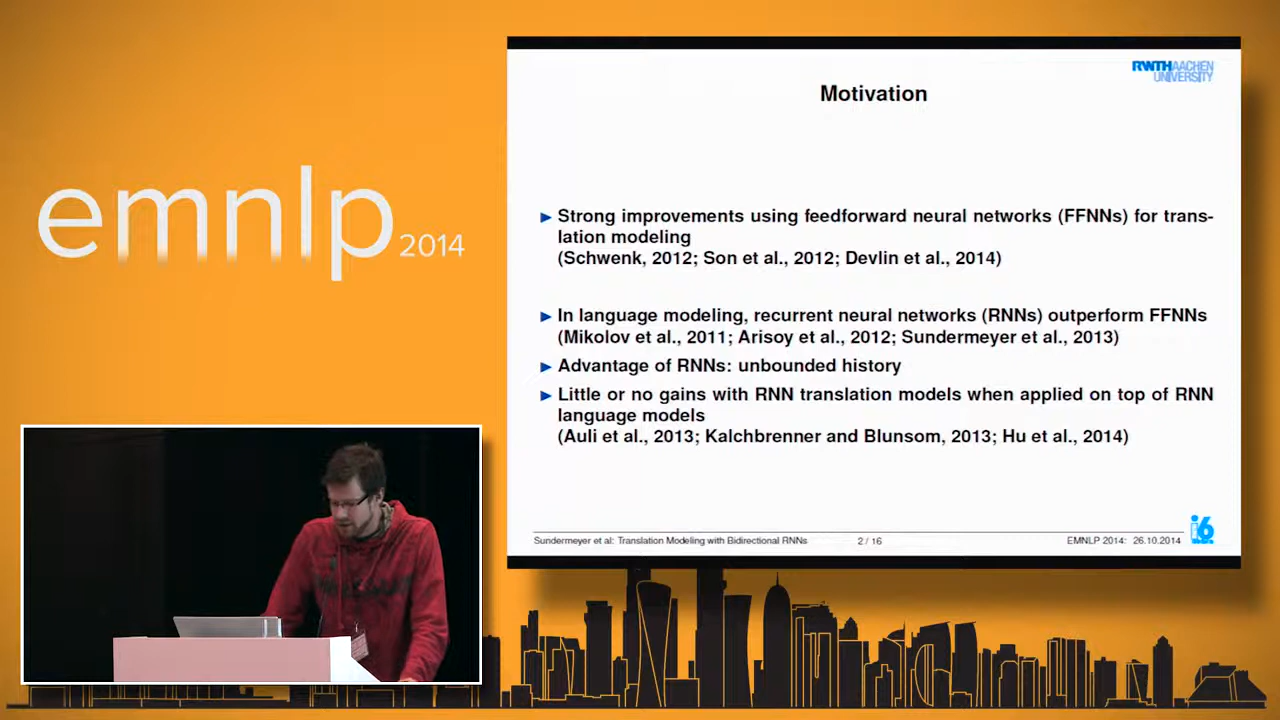 emnlp 2014
RWTHAACHEN
UNIVERSITY
Motivation
► Strong improvements using feedforward neural networks (FFNNs) for trans-
lation modeling
(Schwenk, 2012; Son et al., 2012; Devlin et al., 2014)
► In language modeling, recurrent neural networks (RNNs) outperform FFNNs
(Mikolov et al., 2011; Arisoy et al., 2012; Sundermeyer et al., 2013)
► Advantage of RNNs: unbounded history
► Little or no gains with RNN translation models when applied on top of RNN
language models
(Auli et al., 2013; Kalchbrenner and Blunsom, 2013; Hu et al., 2014)
Sundermeyer et al: Translation Modeling with Bidirectional RNNs 2 / 16 EMNLP 2014: 26.10.2014
i6